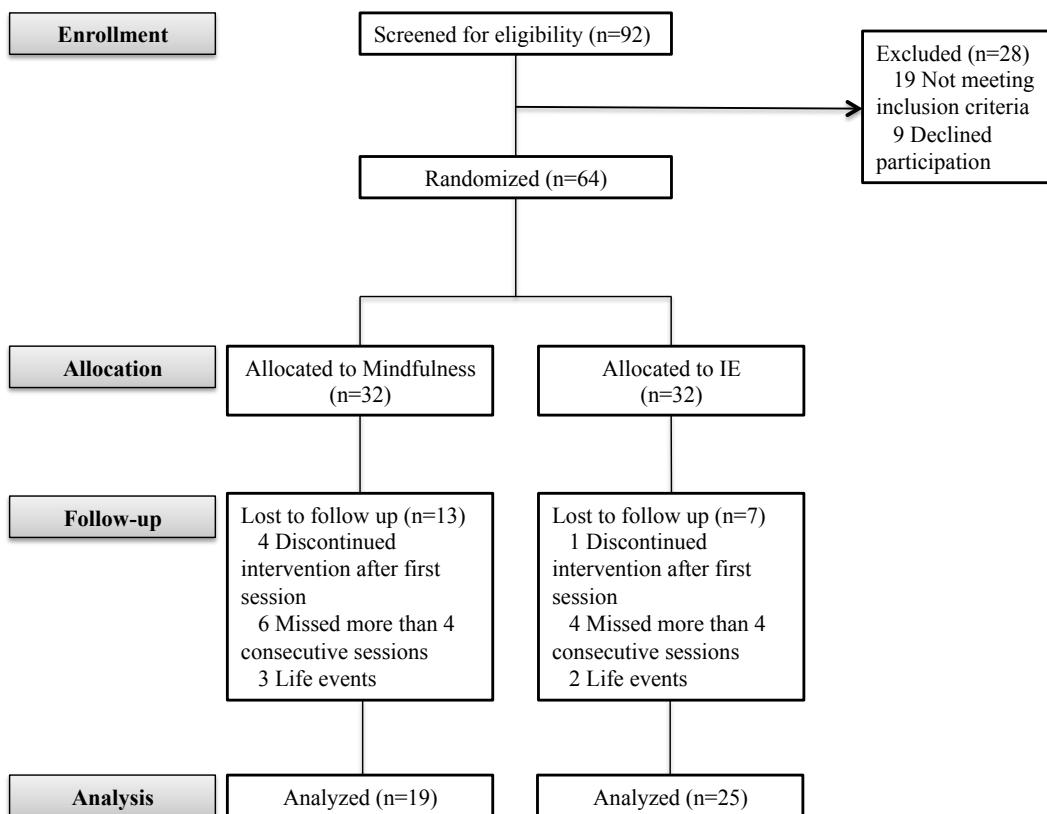 Enrollment
Screened for eligibility (n=92)
Excluded (n=28)
19 Not meeting
inclusion criteria
9 Declined
participation
Randomized (n=64)
Allocation
Allocated to Mindfulness
(n=32)
Allocated to IE
(n=32)
Follow-up
Lost to follow up (n=13)
4 Discontinued
intervention after first
session
6 Missed more than 4
consecutive sessions
3 Life events
Lost to follow up (n=7)
1 Discontinued
intervention after first
session
4 Missed more than 4
consecutive sessions
2 Life events
Analysis
Analyzed (n=19)
Analyzed (n=25)